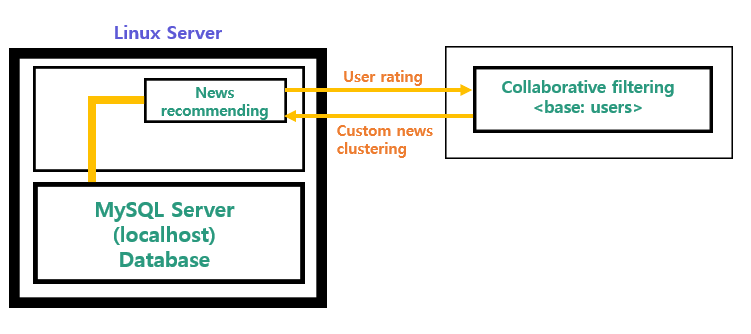 Linux Server
News
recommending
User rating
Custom news
clustering
Collaborative filtering
<base: users>
MySQL Server
(localhost)
Database